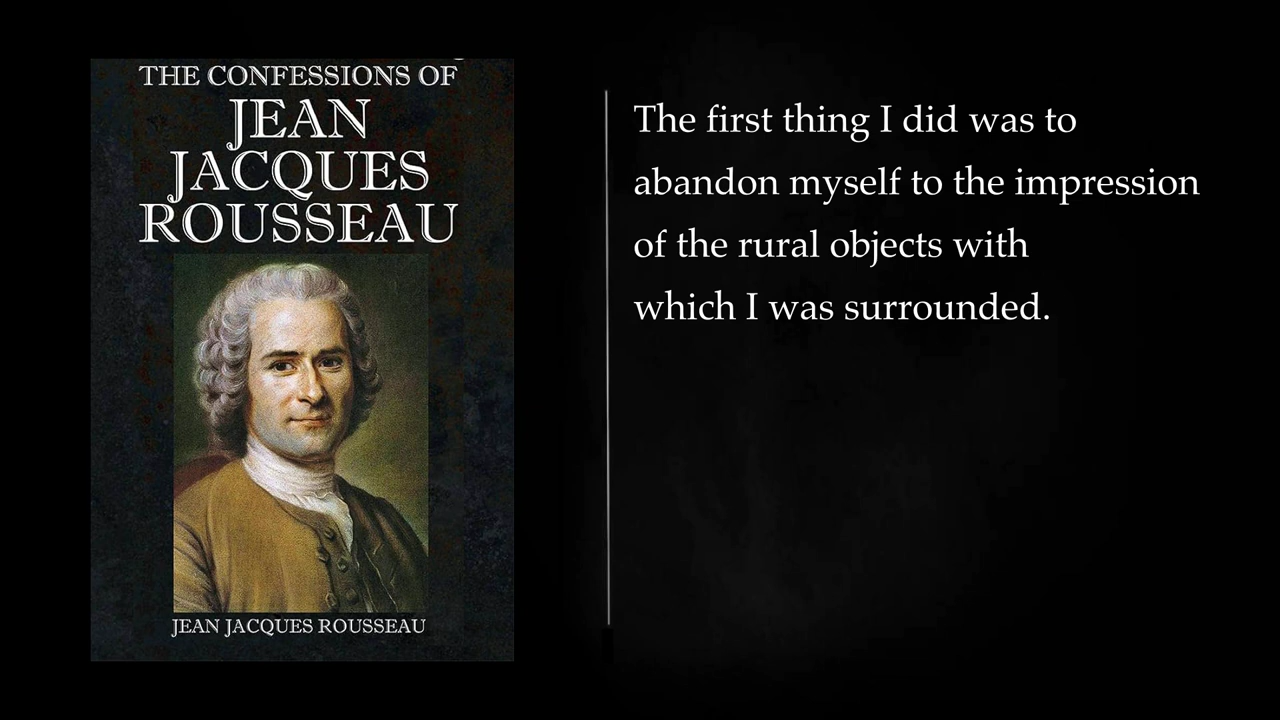 THE CONFESSIONS OF
JEAN
JACQUES
ROUSSEAU
JEAN JACQUES ROUSSEAU
The first thing I did was to
abandon myself to the impression
of the rural objects with
which I was surrounded.